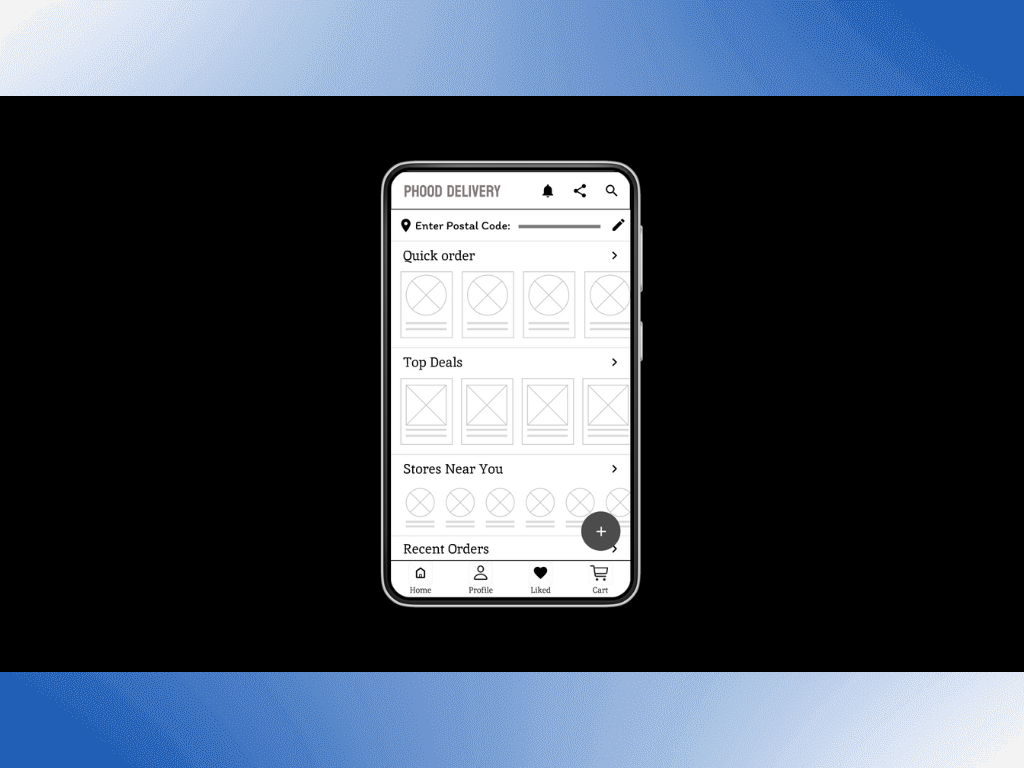 PHOOD DELIVERY
Enter Postal Code:
Quick order
Top Deals
Stores Near You
Recent Orders
Home Profile Liked Cart